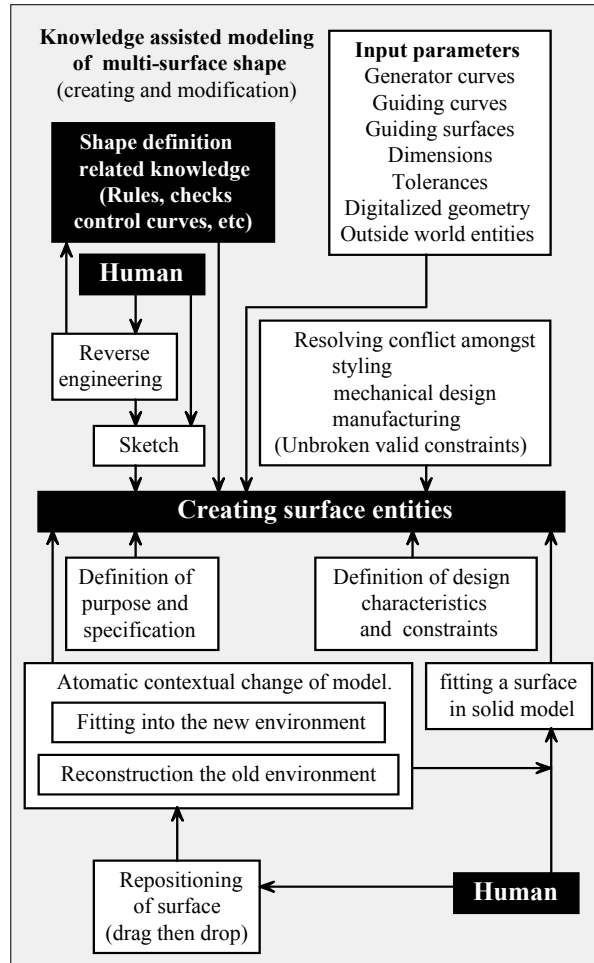 Knowledge assisted modeling
of multi-surface shape
(creating and modification)
Input parameters
Generator curves
Guiding curves
Guiding surfaces
Dimensions
Tolerances
Digitalized geometry
Outside world entities
Shape definition
related knowledge
(Rules, checks
control curves, etc)
Human
Reverse
engineering
Sketch
Resolving conflict amongst
styling
mechanical design
manufacturing
(Unbroken valid constraints)
Creating surface entities
Definition of
purpose and
specification
Definition of design
characteristics
and constraints
Atomatic contextual change of model.
Fitting into the new environment
Reconstruction the old environment
fitting a surface
in solid model
Repositioning
of surface
(drag then drop)
Human